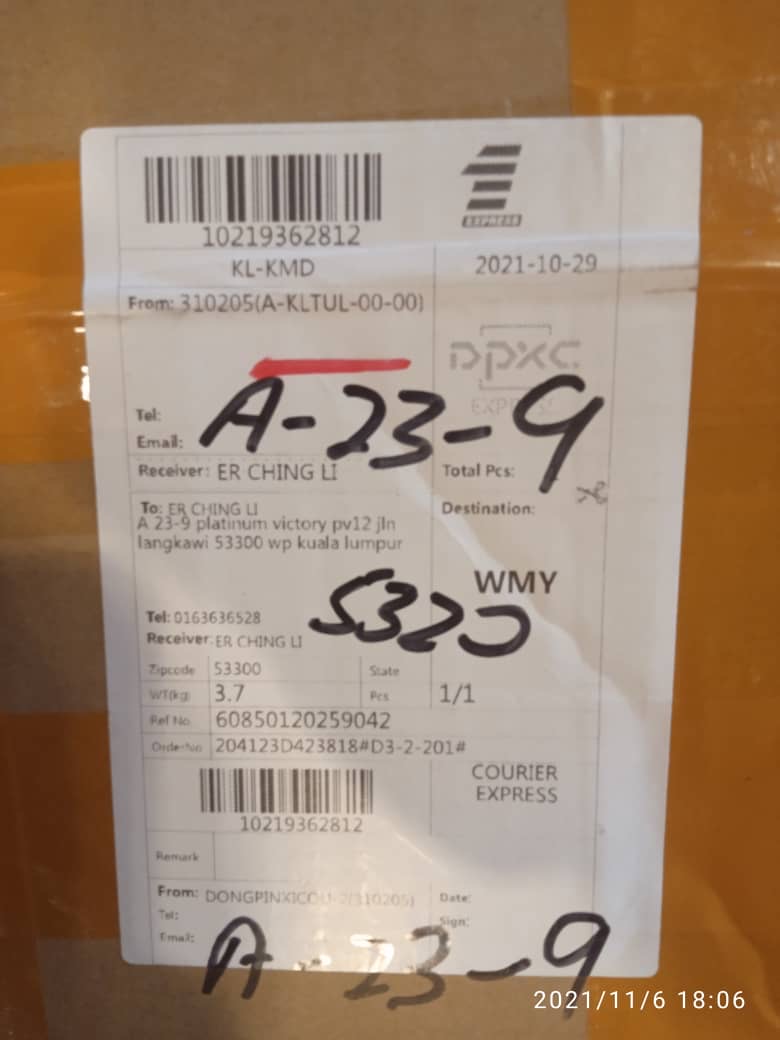 EXPRESS
10219362812
KL-KMD 2021-10-29
From: 310205(A-KLTUL-00-00)
DPXC
EXPRESS
A-23-9
Tel:
Email:
Receiver: ER CHING LI Total Pcs:
To: ER CHING LI Destination:
A 23-9 platinum victory pv12 jln
langkawi 53300 wp kuala lumpur
WMY
5320
Tel: 0163636528
Receiver: ER CHING LI
Zipcode 53300 State
WT(kg) 3.7 Pcs 1/1
Ref No 60850120259042
OrderNo 204123D423818#D3-2-201#
COURIER
EXPRESS
10219362812
Remark
From: DONGPINXICOU-2(310205) Date:
Tel: Sign:
Email:
A-23-9
2021/11/6 18:06